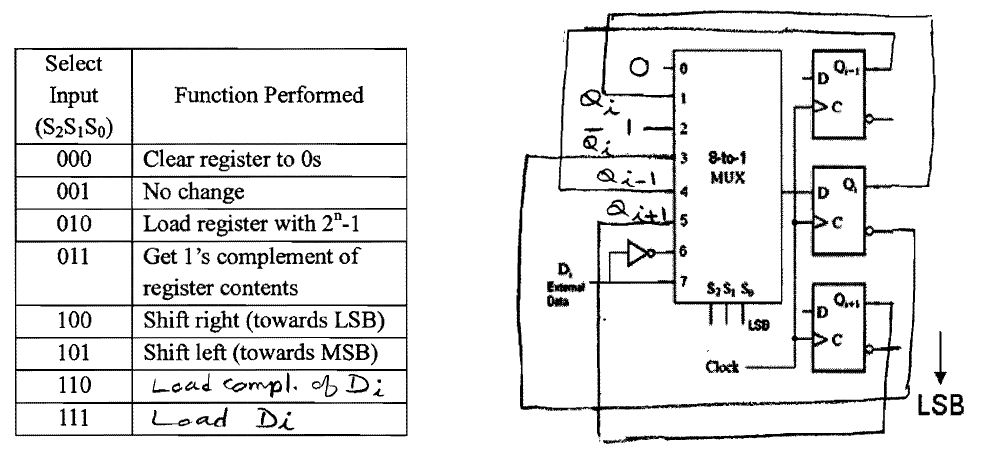 Select
Input
(S₂S₁S₀)
Function Performed
000 Clear register to 0s
001 No change
010 Load register with 2ⁿ-1
011 Get 1's complement of
register contents
100 Shift right (towards LSB)
101 Shift left (towards MSB)
110 Load compl. of Di
111 Load Di
0
0
Qi
1
1
2
Q̅i
3
Qi-1
4
Qi+1
5
6
7
8-to-1
MUX
Di
External
Data
S₂ S₁ S₀
LSB
Clock
D Qi-1
C
D Qi
C
D Qi+1
C
LSB